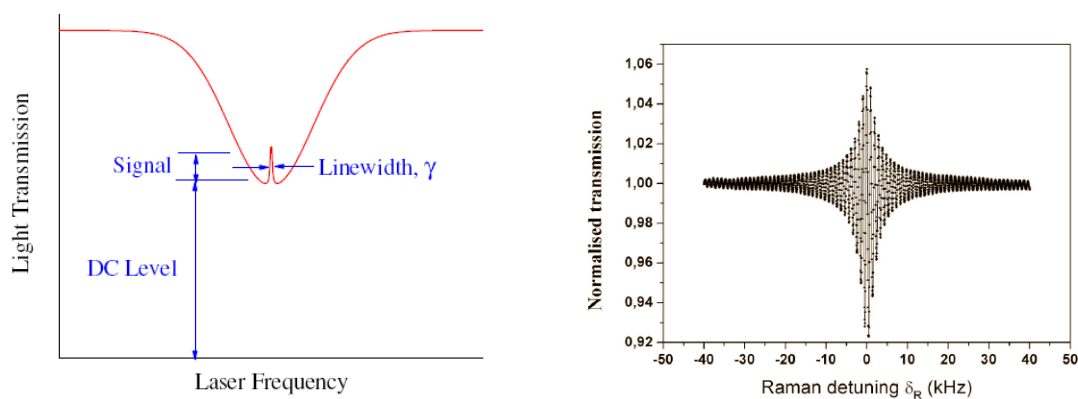 Light Transmission
Signal
Linewidth, γ
DC Level
Laser Frequency
Normalised transmission
1,06
1,04
1,02
1,00
0,98
0,96
0,94
0,92
-50 -40 -30 -20 -10 0 10 20 30 40 50
Raman detuning δR (kHz)